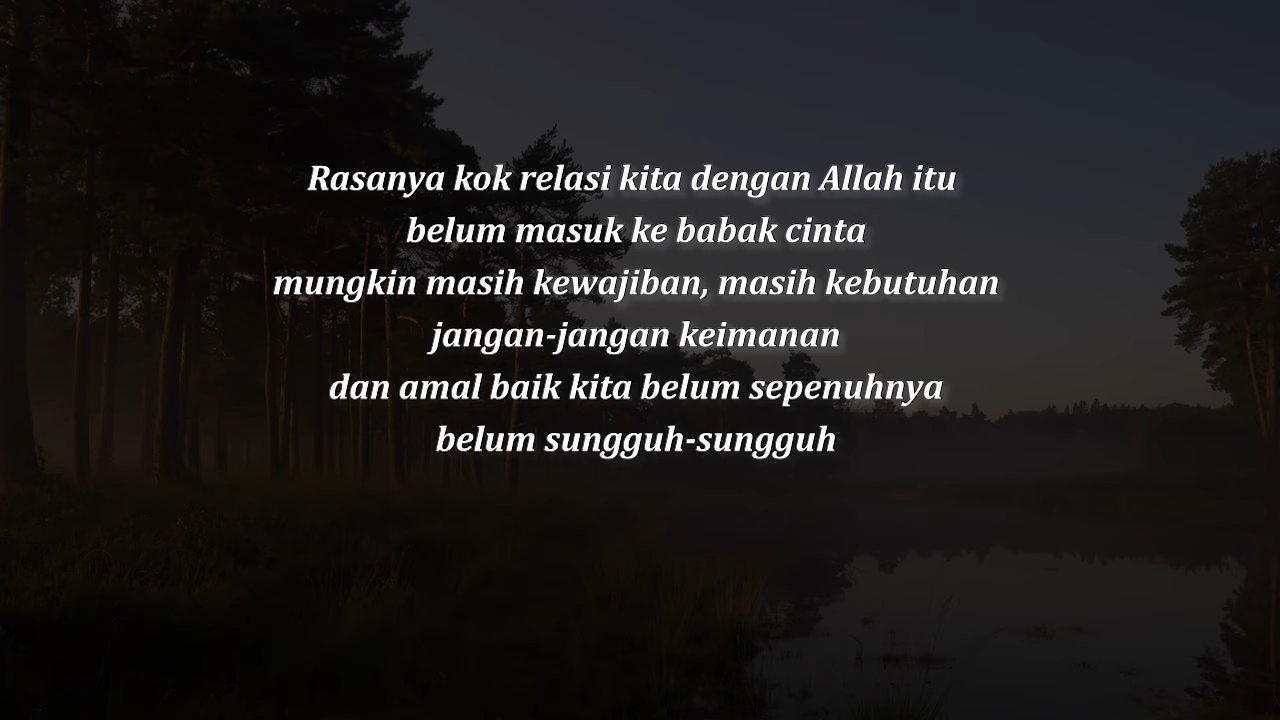 Rasanya kok relasi kita dengan Allah itu
belum masuk ke babak cinta
mungkin masih kewajiban, masih kebutuhan
jangan-jangan keimanan
dan amal baik kita belum sepenuhnya
belum sungguh-sungguh